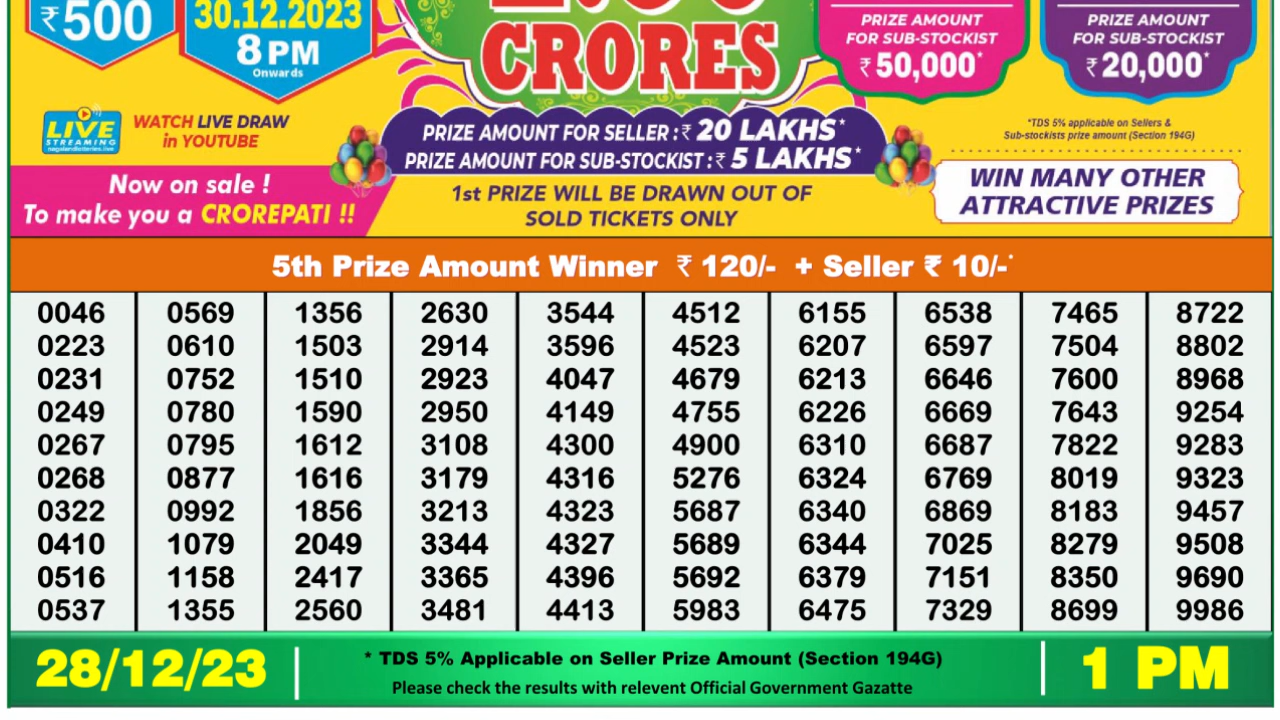 ₹500
30.12.2023
8 PM
Onwards
CRORES
PRIZE AMOUNT
FOR SUB-STOCKIST
₹ 50,000*
PRIZE AMOUNT
FOR SUB-STOCKIST
₹ 20,000*
LIVE
STREAMING
nagalandlotteries.live
WATCH LIVE DRAW
in YOUTUBE
PRIZE AMOUNT FOR SELLER : ₹ 20 LAKHS*
PRIZE AMOUNT FOR SUB-STOCKIST : ₹ 5 LAKHS*
*TDS 5% applicable on Sellers &
Sub-stockists prize amount (Section 194G)
Now on sale !
To make you a CROREPATI !!
1st PRIZE WILL BE DRAWN OUT OF
SOLD TICKETS ONLY
WIN MANY OTHER
ATTRACTIVE PRIZES
5th Prize Amount Winner ₹ 120/- + Seller ₹ 10/-*
0046 0569 1356 2630 3544 4512 6155 6538 7465 8722
0223 0610 1503 2914 3596 4523 6207 6597 7504 8802
0231 0752 1510 2923 4047 4679 6213 6646 7600 8968
0249 0780 1590 2950 4149 4755 6226 6669 7643 9254
0267 0795 1612 3108 4300 4900 6310 6687 7822 9283
0268 0877 1616 3179 4316 5276 6324 6769 8019 9323
0322 0992 1856 3213 4323 5687 6340 6869 8183 9457
0410 1079 2049 3344 4327 5689 6344 7025 8279 9508
0516 1158 2417 3365 4396 5692 6379 7151 8350 9690
0537 1355 2560 3481 4413 5983 6475 7329 8699 9986
28/12/23
* TDS 5% Applicable on Seller Prize Amount (Section 194G)
Please check the results with relevent Official Government Gazatte
1 PM